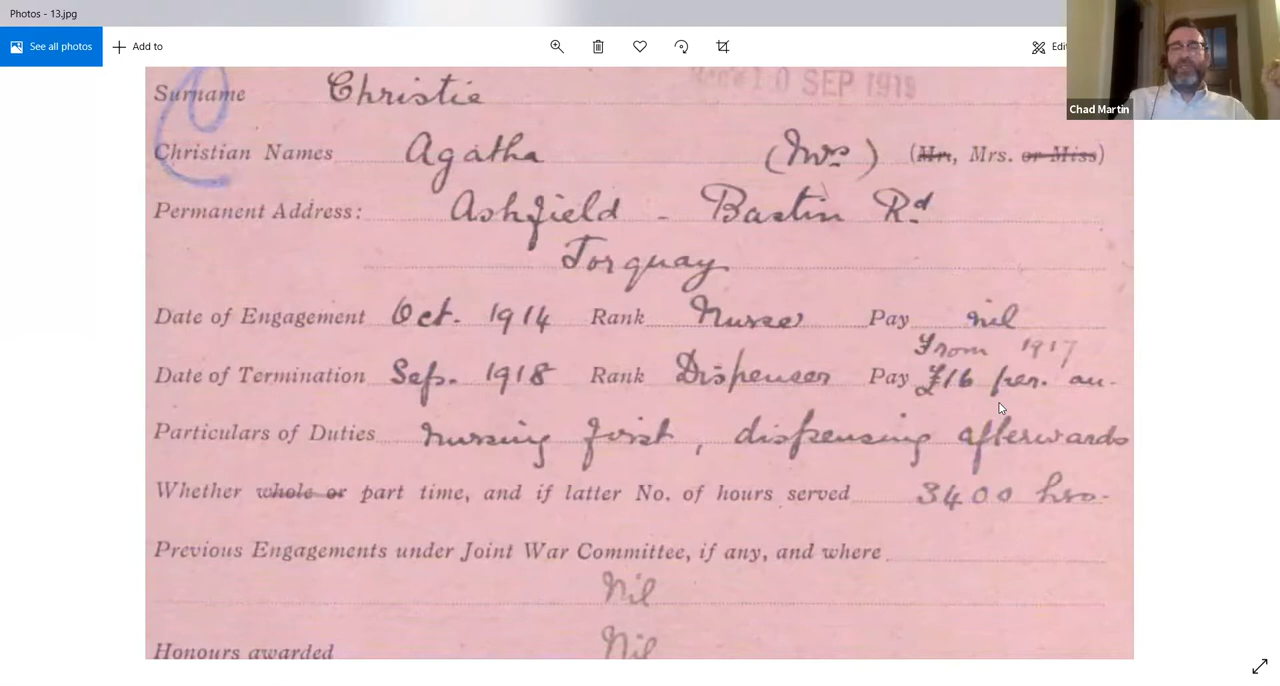 Photos - 13.jpg
See all photos
Add to
Edi
Chad Martin
10 SEP 1919
Surname Christie
Christian Names Agatha (Mrs) (Mr, Mrs. or Miss)
Permanent Address: Ashfield - Barton Rd
Torquay
Date of Engagement Oct. 1914 Rank Nurse Pay nil
From 1917
Date of Termination Sep. 1918 Rank Dispenser Pay £16 per. an.
Particulars of Duties Nursing first, dispensing afterwards
Whether whole or part time, and if latter No. of hours served 3400 hrs.
Previous Engagements under Joint War Committee, if any, and where
Nil
Honours awarded Nil